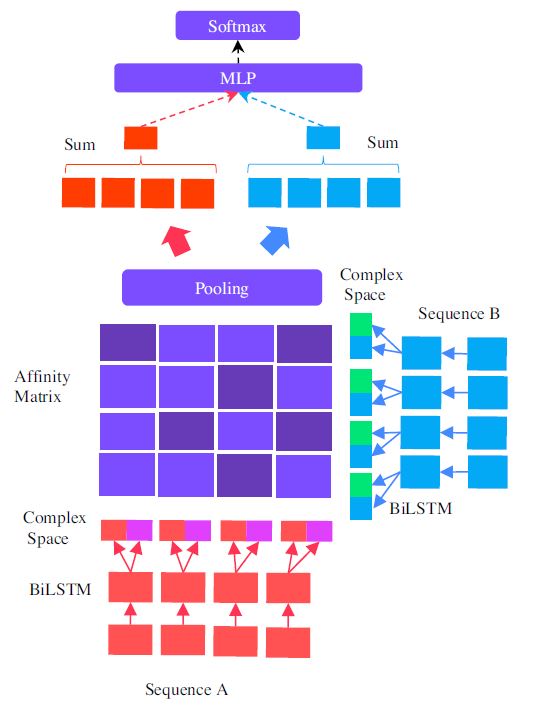 Softmax
MLP
Sum
Sum
Pooling
Complex
Space
Sequence B
Affinity
Matrix
BiLSTM
Complex
Space
BiLSTM
Sequence A